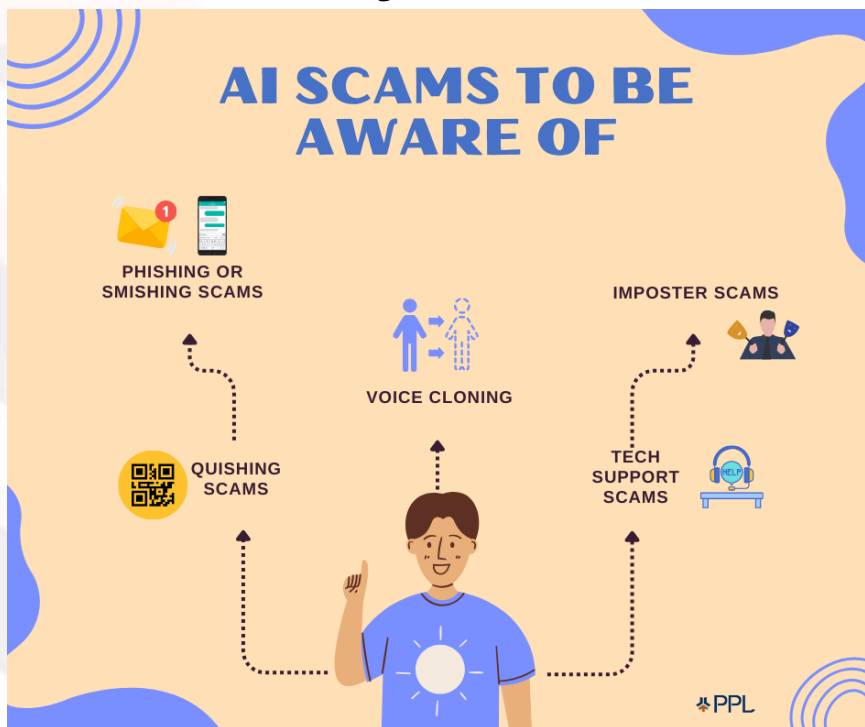 AI SCAMS TO BE
AWARE OF
1
PHISHING OR
SMISHING SCAMS
IMPOSTER SCAMS
VOICE CLONING
QUISHING
SCAMS
TECH
SUPPORT
SCAMS
HELP
PPL